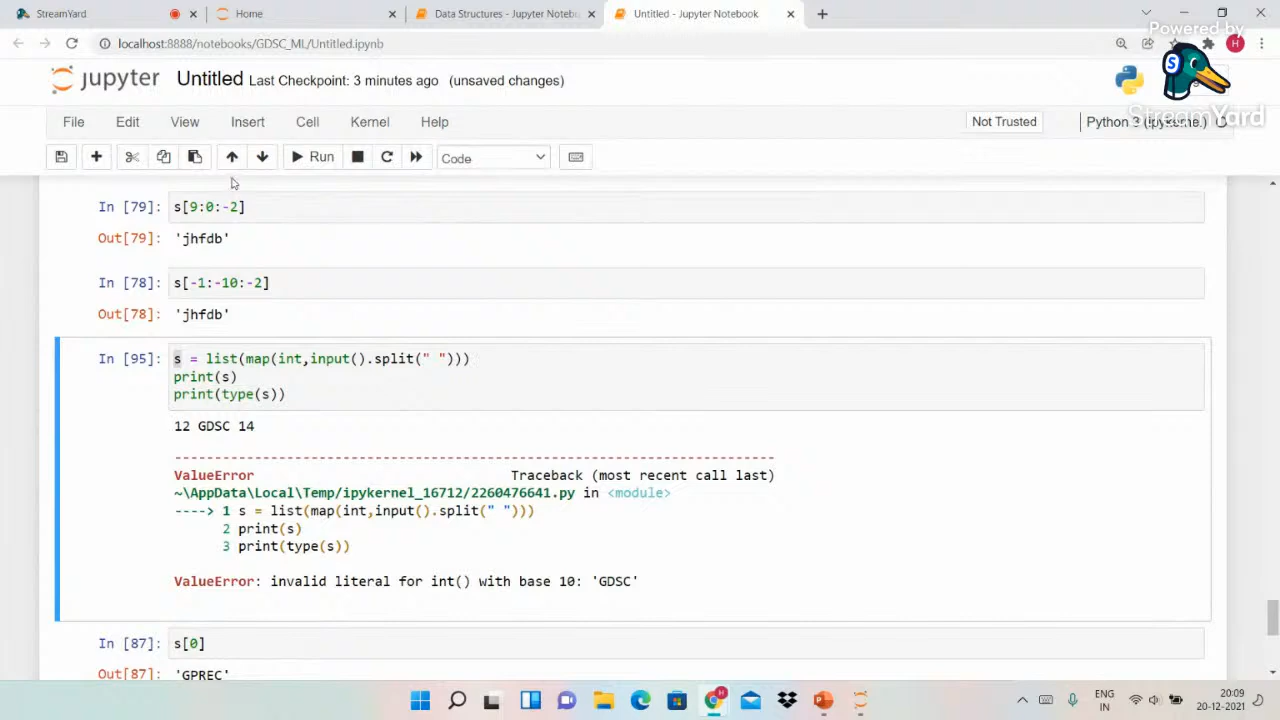 StreamYard
Home
Data Structures - Jupyter Notebo
Untitled - Jupyter Notebook
localhost:8888/notebooks/GDSC_ML/Untitled.ipynb
H
Powered by
S
StreamYard
jupyter Untitled Last Checkpoint: 3 minutes ago (unsaved changes)
File Edit View Insert Cell Kernel Help
Not Trusted
Python 3 (ipykernel)
Run
Code
In [79]: s[9:0:-2]
Out[79]: 'jhfdb'
In [78]: s[-1:-10:-2]
Out[78]: 'jhfdb'
In [95]: s = list(map(int,input().split(" ")))
print(s)
print(type(s))
12 GDSC 14
---------------------------------------------------------------------------
ValueError Traceback (most recent call last)
~\AppData\Local\Temp/ipykernel_16712/2260476641.py in <module>
----> 1 s = list(map(int,input().split(" ")))
2 print(s)
3 print(type(s))
ValueError: invalid literal for int() with base 10: 'GDSC'
In [87]: s[0]
Out[87]: 'GPREC'
ENG
IN
20:09
20-12-2021